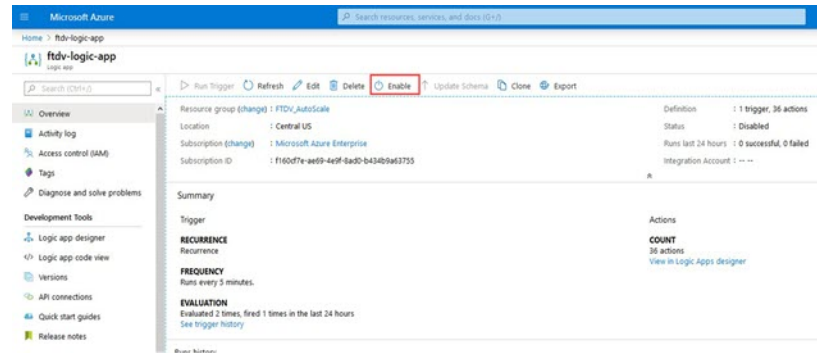 Microsoft Azure
Search resources, services, and docs (G+/)
Home > ftdv-logic-app
ftdv-logic-app
Logic app
Search (Ctrl+/)
«
Run Trigger Refresh Edit Delete Enable Update Schema Clone Export
Overview
Activity log
Access control (IAM)
Tags
Diagnose and solve problems
Development Tools
Logic app designer
Logic app code view
Versions
API connections
Quick start guides
Release notes
Resource group (change) : FTDV_AutoScale
Location : Central US
Subscription (change) : Microsoft Azure Enterprise
Subscription ID : f160cf7e-ae69-4e9f-8ad0-b434b9a63755
Definition : 1 trigger, 36 actions
Status : Disabled
Runs last 24 hours : 0 successful, 0 failed
Integration Account : -- --
Summary
Trigger
RECURRENCE
Recurrence
FREQUENCY
Runs every 5 minutes.
EVALUATION
Evaluated 2 times, fired 1 times in the last 24 hours
See trigger history
Actions
COUNT
36 actions
View in Logic Apps designer
Runs history